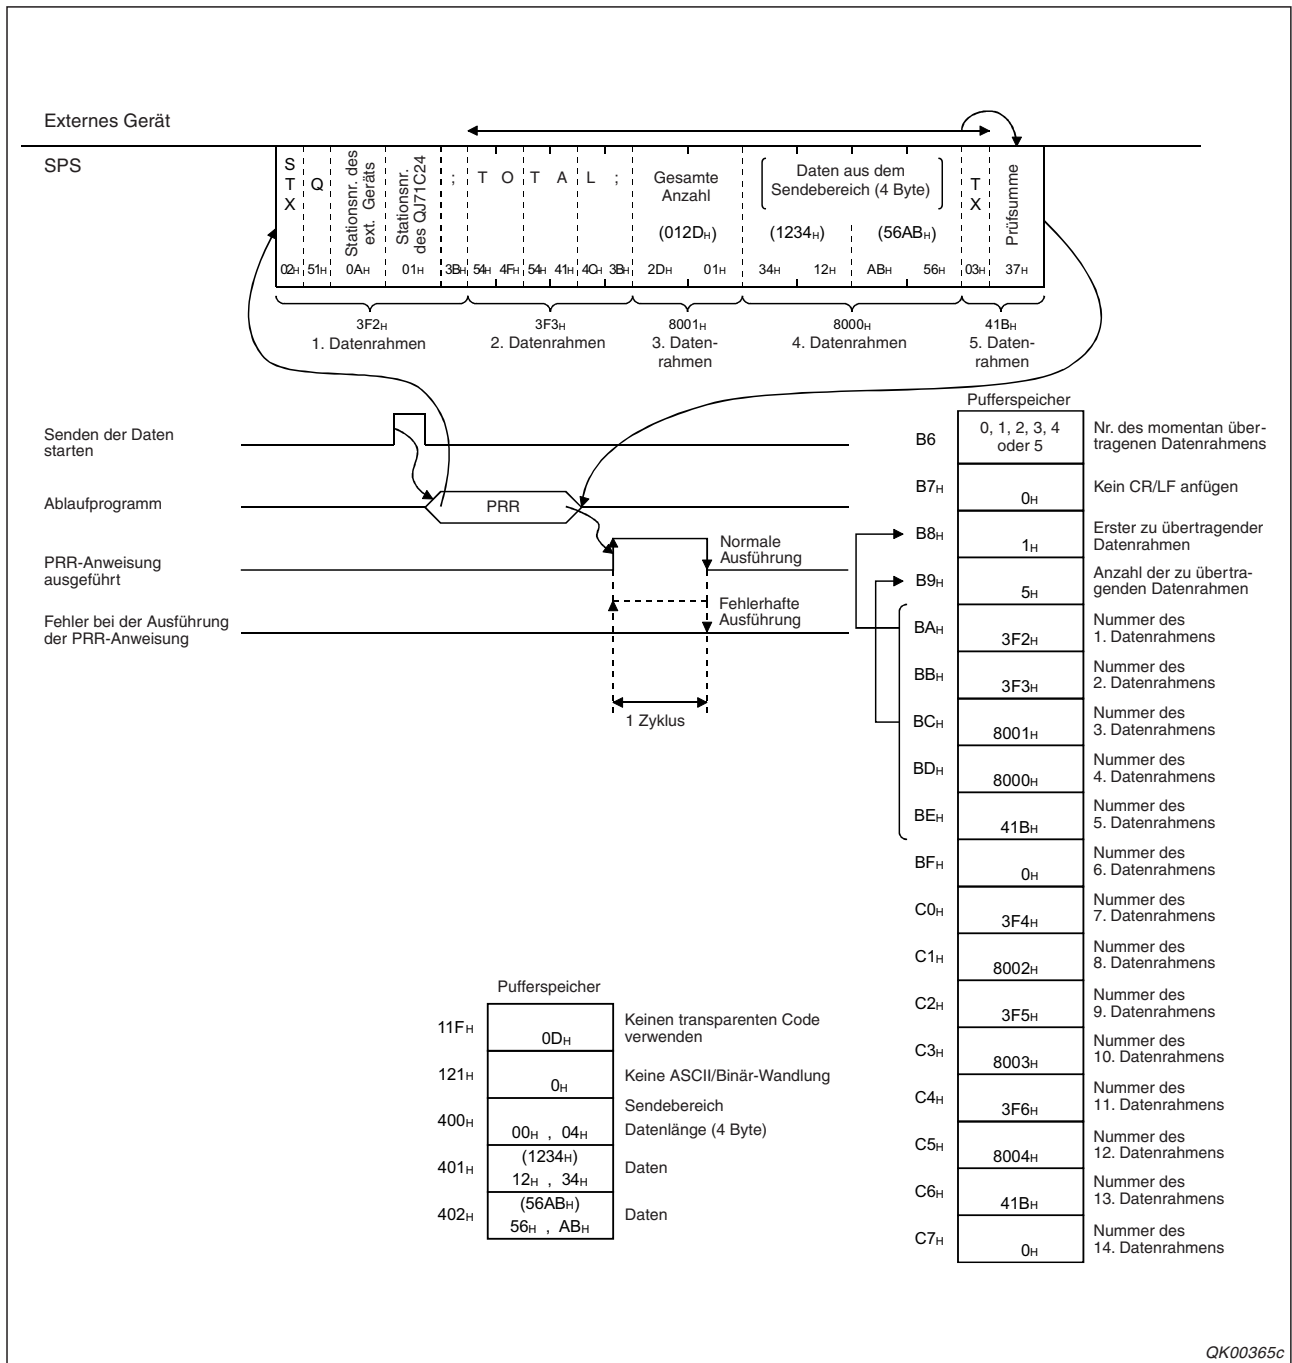 Externes Gerät
SPS
S T X
Q
Stationsnr. des ext. Geräts
Stationsnr. des QJ71C24
; T O T A L ;
Gesamte Anzahl
Daten aus dem Sendebereich (4 Byte)
T X
Prüfsumme
(012DH) (1234H) (56ABH)
02H 51H 0AH 01H 3BH 54H 4FH 54H 41H 4CH 3BH 2DH 01H 34H 12H ABH 56H 03H 37H
3F2H
1. Datenrahmen
3F3H
2. Datenrahmen
8001H
3. Daten-
rahmen
8000H
4. Datenrahmen
41BH
5. Daten-
rahmen
Senden der Daten
starten
Ablaufprogramm
PRR
PRR-Anweisung
ausgeführt
Normale
Ausführung
Fehler bei der Ausführung
der PRR-Anweisung
Fehlerhafte
Ausführung
1 Zyklus
Pufferspeicher
B6 0, 1, 2, 3, 4 oder 5 Nr. des momentan über-
tragenen Datenrahmens
B7H 0H Kein CR/LF anfügen
B8H 1H Erster zu übertragender
Datenrahmen
B9H 5H Anzahl der zu übertra-
genden Datenrahmen
BAH 3F2H Nummer des
1. Datenrahmens
BBH 3F3H Nummer des
2. Datenrahmens
BCH 8001H Nummer des
3. Datenrahmens
BDH 8000H Nummer des
4. Datenrahmens
BEH 41BH Nummer des
5. Datenrahmens
BFH 0H Nummer des
6. Datenrahmens
C0H 3F4H Nummer des
7. Datenrahmens
C1H 8002H Nummer des
8. Datenrahmens
C2H 3F5H Nummer des
9. Datenrahmens
C3H 8003H Nummer des
10. Datenrahmens
C4H 3F6H Nummer des
11. Datenrahmens
C5H 8004H Nummer des
12. Datenrahmens
C6H 41BH Nummer des
13. Datenrahmens
C7H 0H Nummer des
14. Datenrahmens
Pufferspeicher
11FH 0DH Keinen transparenten Code
verwenden
121H 0H Keine ASCII/Binär-Wandlung
Sendebereich
400H 00H , 04H Datenlänge (4 Byte)
(1234H)
401H 12H , 34H Daten
(56ABH)
402H 56H , ABH Daten
QK00365c